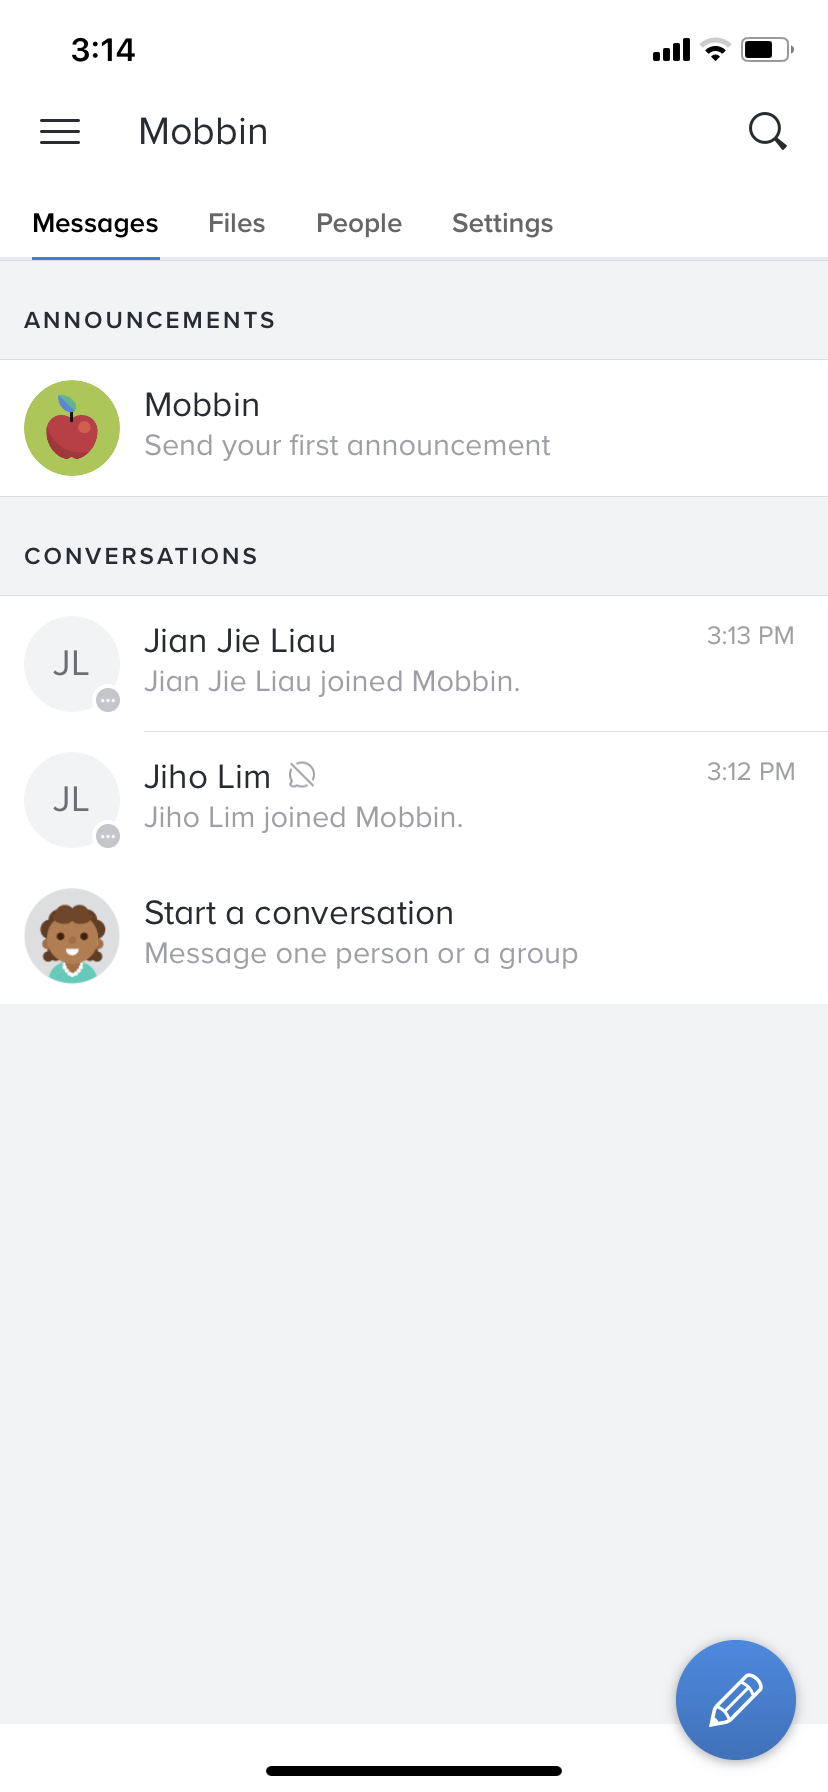 3:14
Mobbin
Messages Files People Settings
ANNOUNCEMENTS
Mobbin
Send your first announcement
CONVERSATIONS
JL
Jian Jie Liau
3:13 PM
Jian Jie Liau joined Mobbin.
JL
Jiho Lim
3:12 PM
Jiho Lim joined Mobbin.
Start a conversation
Message one person or a group